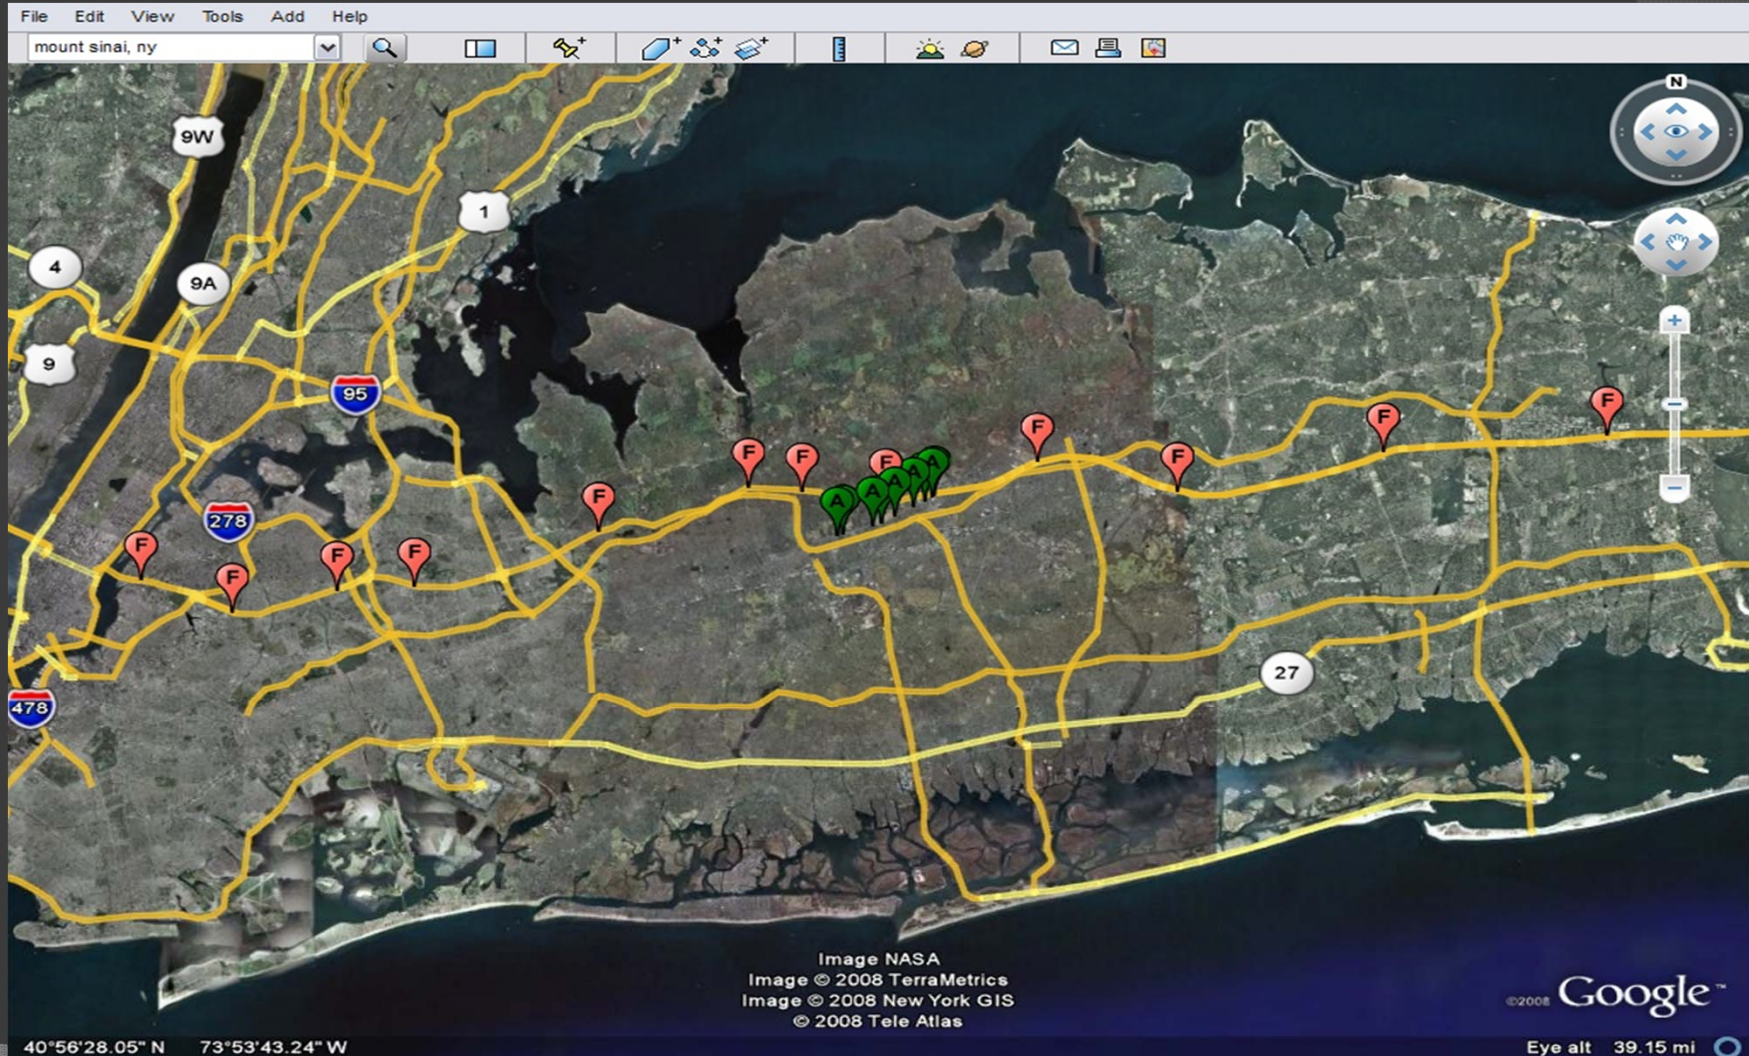 File Edit View Tools Add Help
mount sinai, ny
N
9W
1
4
9A
9
95
F
F
F
F
F
F
F
F
A
A
A
A
A
F
278
F
F
F
F
27
478
Image NASA
Image © 2008 TerraMetrics
Image © 2008 New York GIS
© 2008 Tele Atlas
©2008 Google™
40°56'28.05" N 73°53'43.24" W Eye alt 39.15 mi